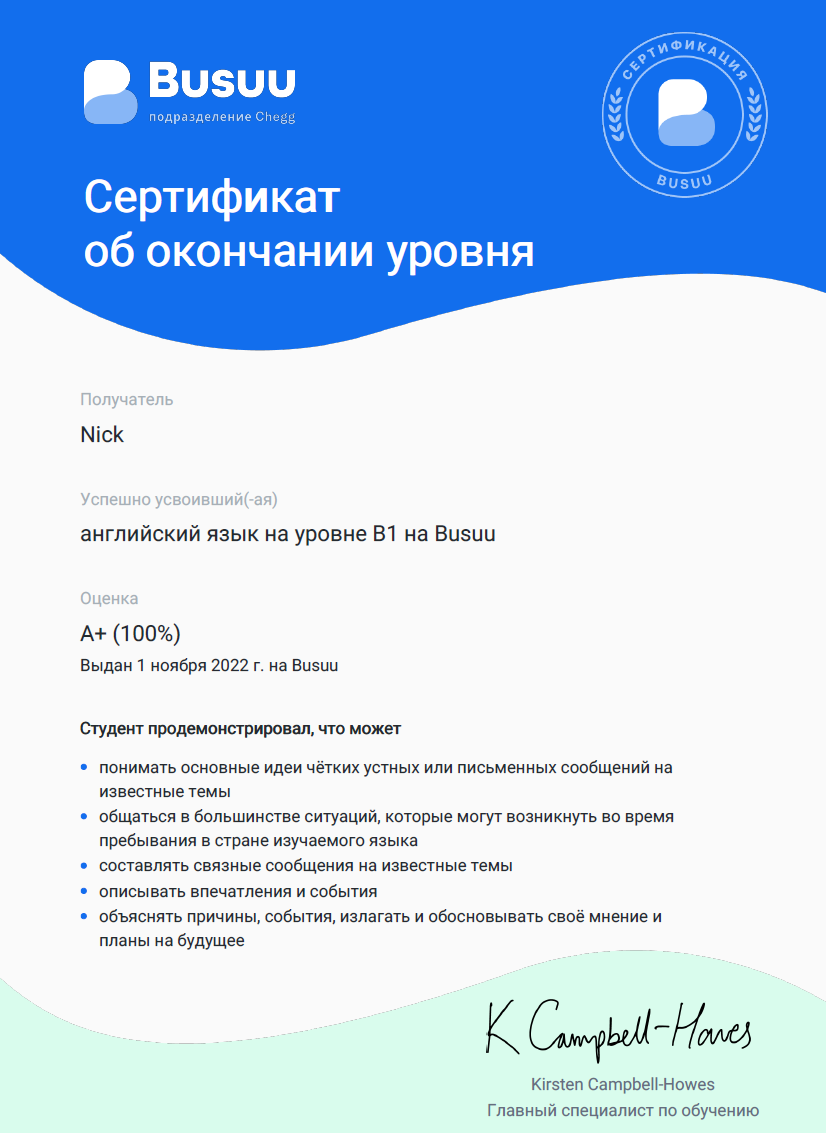 Busuu
подразделение Chegg
СЕРТИФИКАЦИЯ
BUSUU
Сертификат
об окончании уровня
Получатель
Nick
Успешно усвоивший(-ая)
английский язык на уровне B1 на Busuu
Оценка
A+ (100%)
Выдан 1 ноября 2022 г. на Busuu
Студент продемонстрировал, что может
• понимать основные идеи чётких устных или письменных сообщений на
известные темы
• общаться в большинстве ситуаций, которые могут возникнуть во время
пребывания в стране изучаемого языка
• составлять связные сообщения на известные темы
• описывать впечатления и события
• объяснять причины, события, излагать и обосновывать своё мнение и
планы на будущее
K Campbell-Howes
Kirsten Campbell-Howes
Главный специалист по обучению